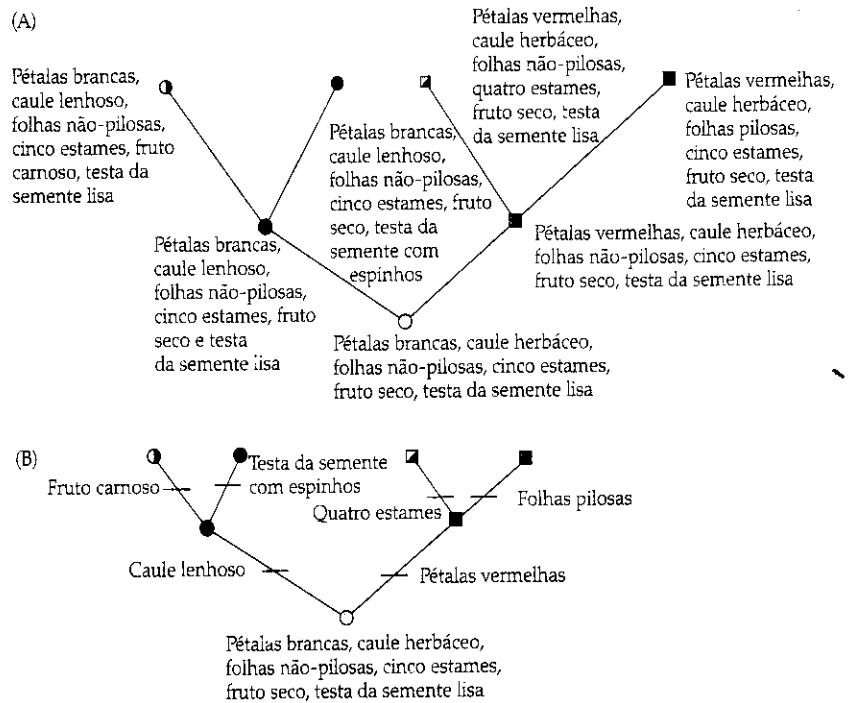 (A)
Pétalas brancas,
caule lenhoso,
folhas não-pilosas,
cinco estames, fruto
carnoso, testa da
semente lisa
Pétalas brancas,
caule lenhoso,
folhas não-pilosas,
cinco estames, fruto
seco, testa da
semente com
espinhos
Pétalas vermelhas,
caule herbáceo,
folhas não-pilosas,
quatro estames,
fruto seco, testa
da semente lisa
Pétalas vermelhas,
caule herbáceo,
folhas pilosas,
cinco estames,
fruto seco, testa
da semente lisa
Pétalas brancas,
caule lenhoso,
folhas não-pilosas,
cinco estames, fruto
seco e testa
da semente lisa
Pétalas vermelhas, caule herbáceo,
folhas não-pilosas, cinco estames,
fruto seco, testa da semente lisa
Pétalas brancas, caule herbáceo,
folhas não-pilosas, cinco estames,
fruto seco, testa da semente lisa
(B)
Fruto carnoso
Testa da semente
com espinhos
Quatro estames
Folhas pilosas
Caule lenhoso
Pétalas vermelhas
Pétalas brancas, caule herbáceo,
folhas não-pilosas, cinco estames,
fruto seco, testa da semente lisa